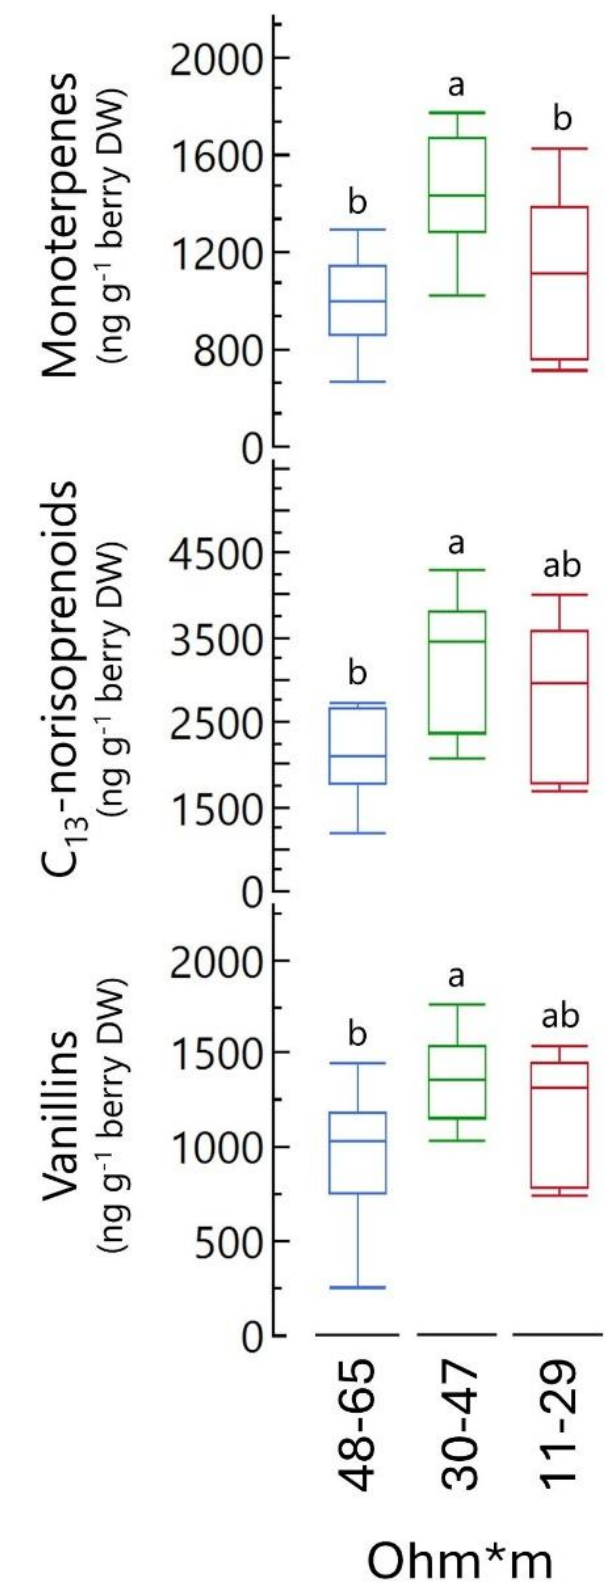 Monoterpenes
(ng g⁻¹ berry DW)
2000
1600
1200
800
0
b
a
b
C₁₃-norisoprenoids
(ng g⁻¹ berry DW)
4500
3500
2500
1500
0
b
a
ab
Vanillins
(ng g⁻¹ berry DW)
2000
1500
1000
500
0
b
a
ab
48-65
30-47
11-29
Ohm*m